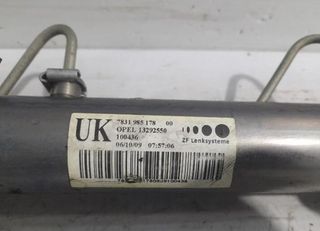 UK
7831 985 178 00
OPEL 13292550
100436
06/10/09 07:57:06
ZF Lenksysteme